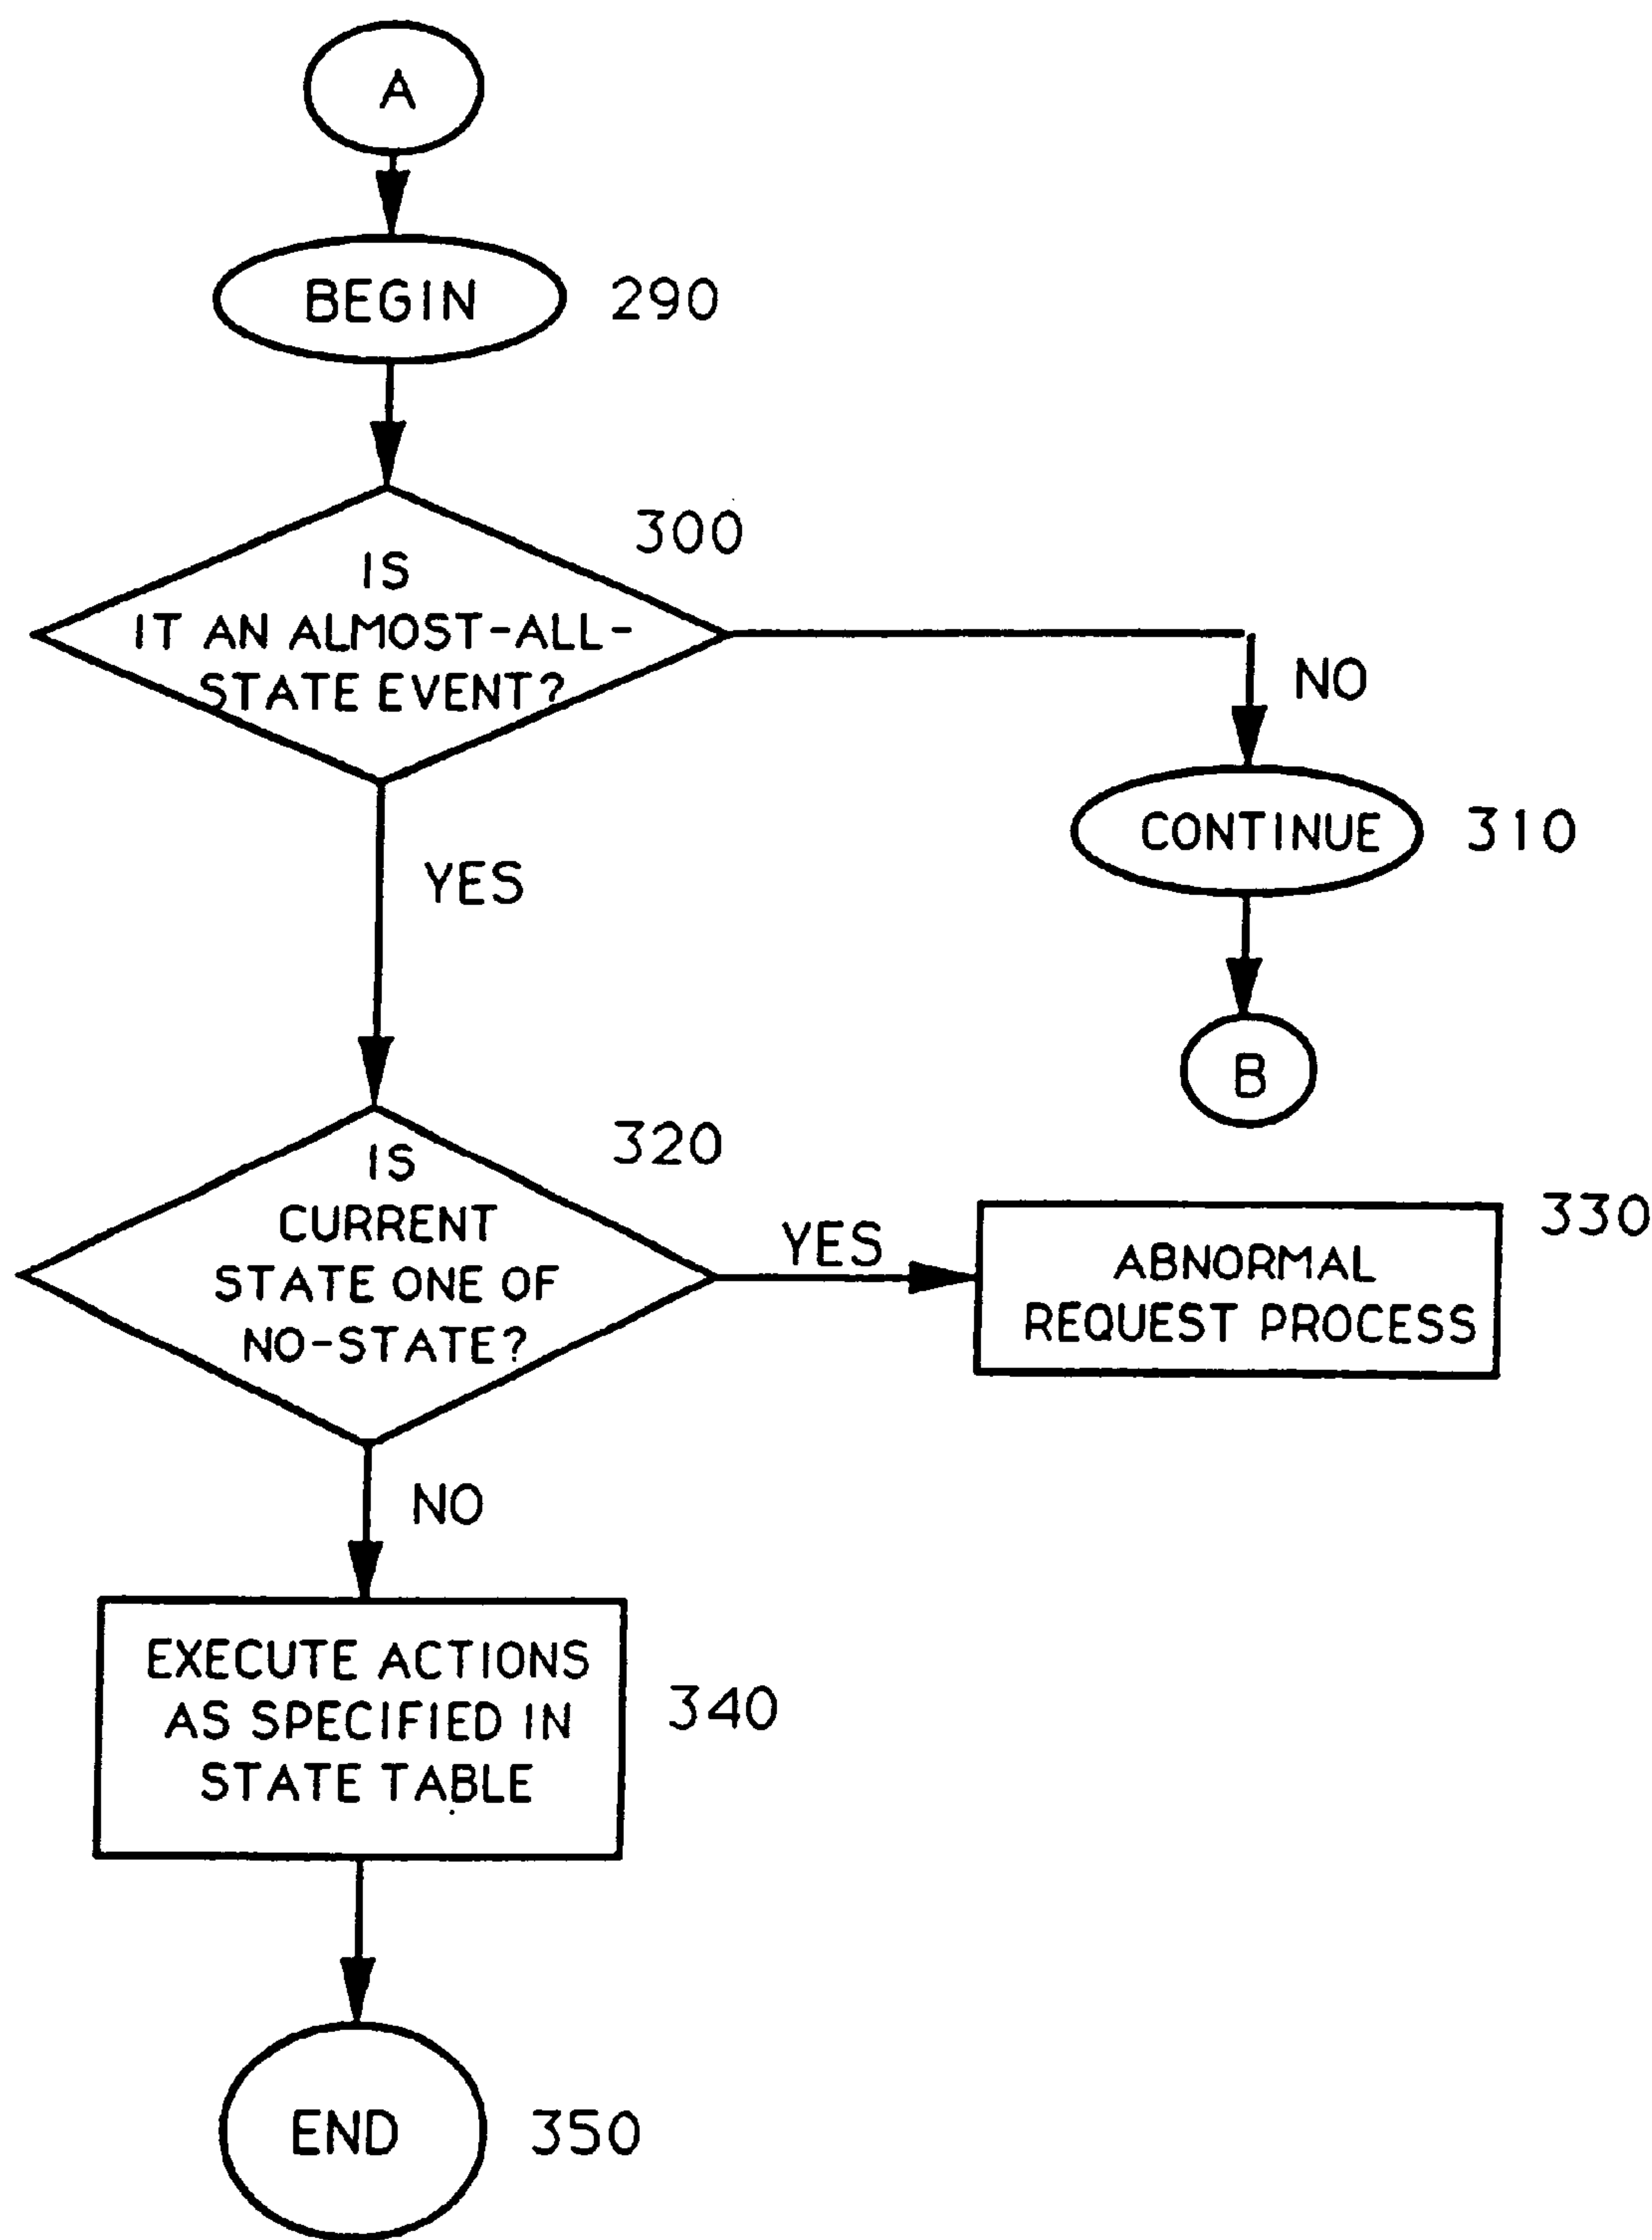 A
BEGIN
290
300
IS
IT AN ALMOST-ALL-
STATE EVENT?
NO
CONTINUE
310
YES
B
320
IS
CURRENT
STATE ONE OF
NO-STATE?
YES
330
ABNORMAL
REQUEST PROCESS
NO
EXECUTE ACTIONS
AS SPECIFIED IN
STATE TABLE
340
END
350